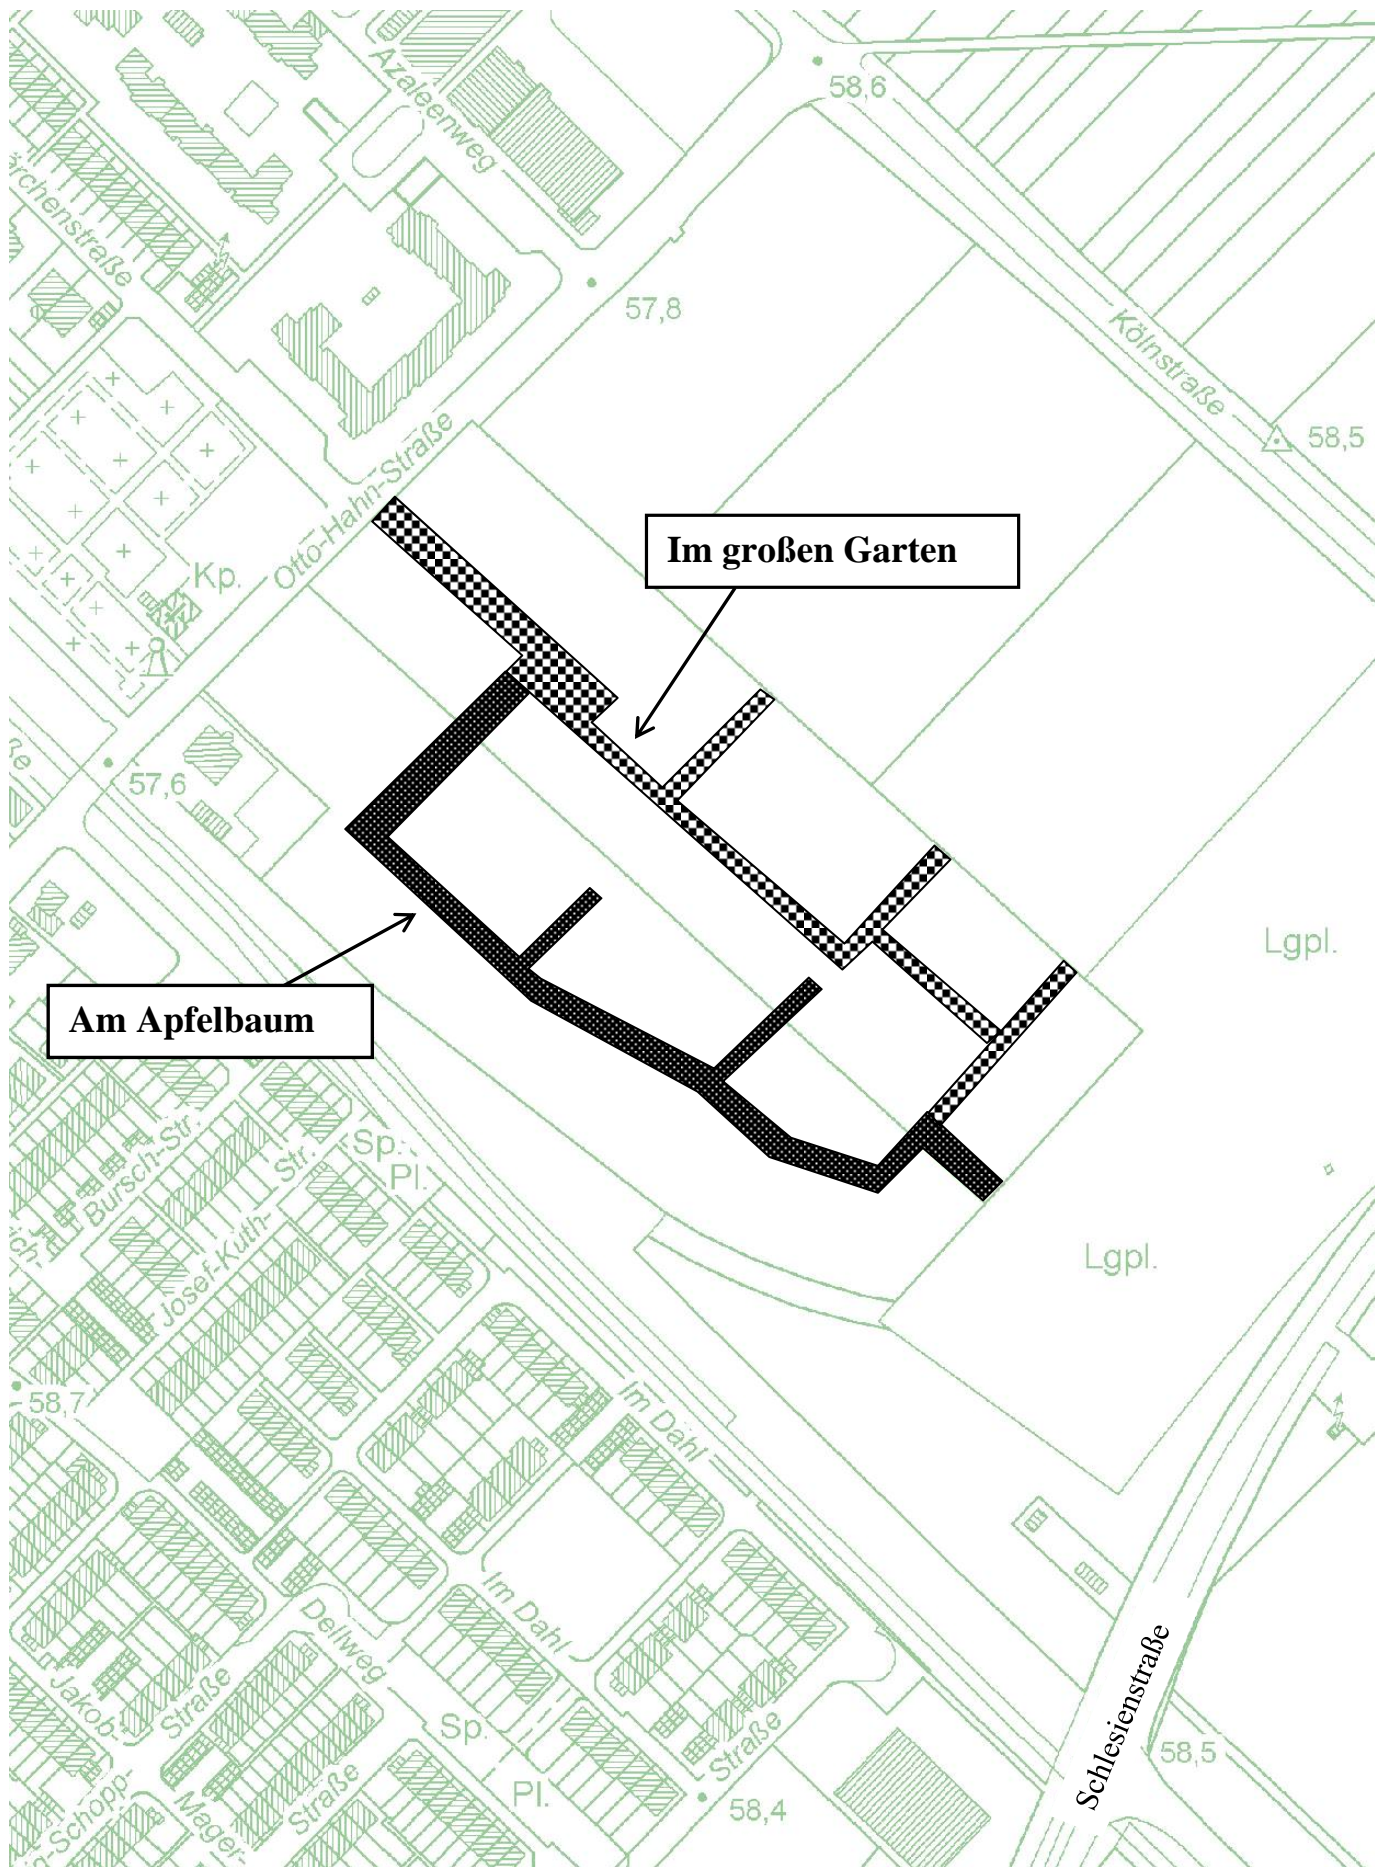 Azaleenweg
58,6
ärchenstraße
57,8
Kölnstraße
58,5
Otto-Hahn-Straße
Im großen Garten
Kp.
57,6
Lgpl.
Am Apfelbaum
Bursch-Str.
Str.
Sp.
Pl.
Josef-Kuth-
Lgpl.
58,7
Im Dahl
Im Dahl
Dellweg
Jakob-
Straße
Schlesienstraße
Sp.
Straße
58,5
Pl.
58,4
-Schopp-
Mager-
Straße